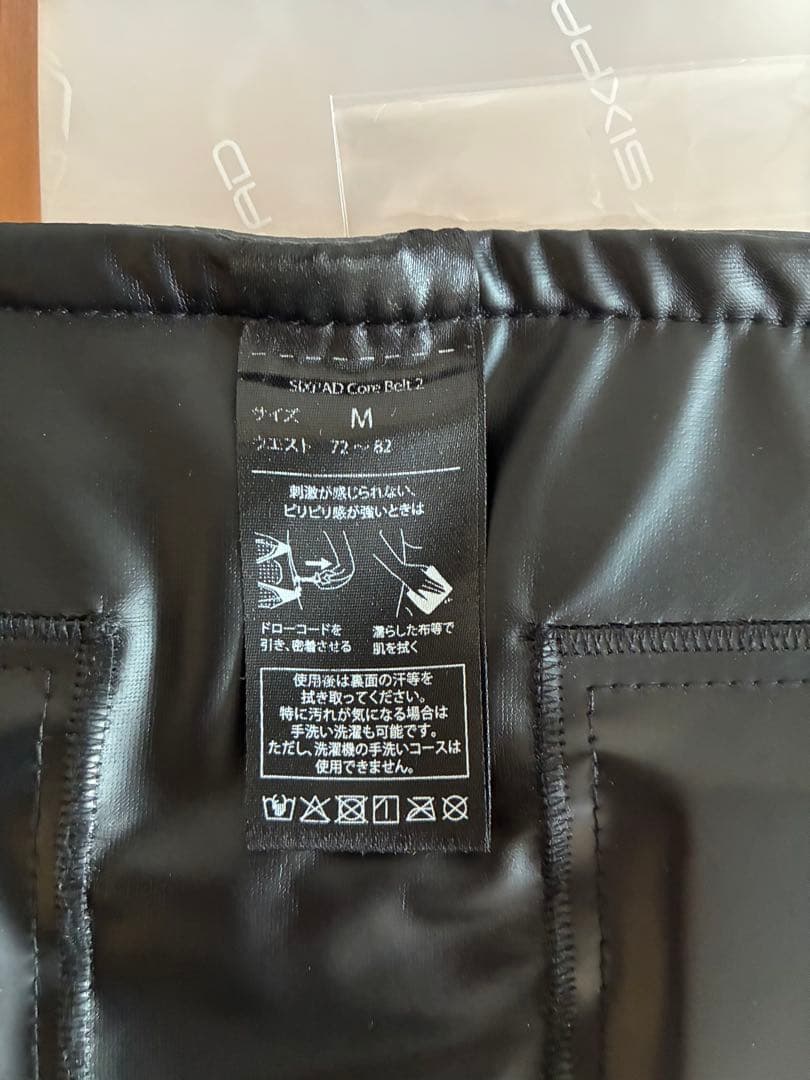 SIXPAD
AD
SIXPAD Core Belt 2
サイズ M
ウエスト 72～82
刺激が感じられない、
ピリピリ感が強いときは
ドローコードを
引き、密着させる
濡らした布等で
肌を拭く
使用後は裏面の汗等を
拭き取ってください。
特に汚れが気になる場合は
手洗い洗濯も可能です。
ただし、洗濯機の手洗いコースは
使用できません。